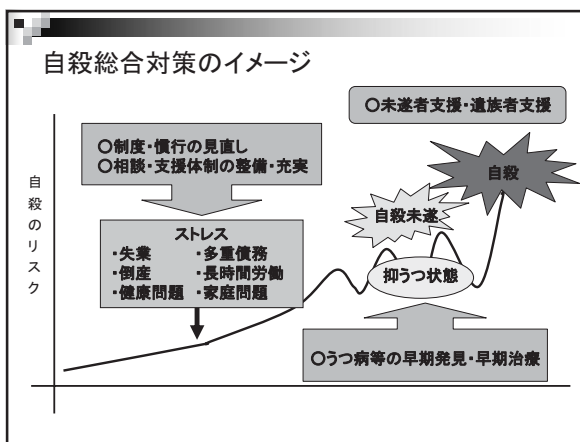 自殺総合対策のイメージ
○未遂者支援・遺族者支援
○制度・慣行の見直し
○相談・支援体制の整備・充実
自殺
自殺のリスク
自殺未遂
ストレス
・失業 ・多重債務
・倒産 ・長時間労働
・健康問題 ・家庭問題
抑うつ状態
○うつ病等の早期発見・早期治療